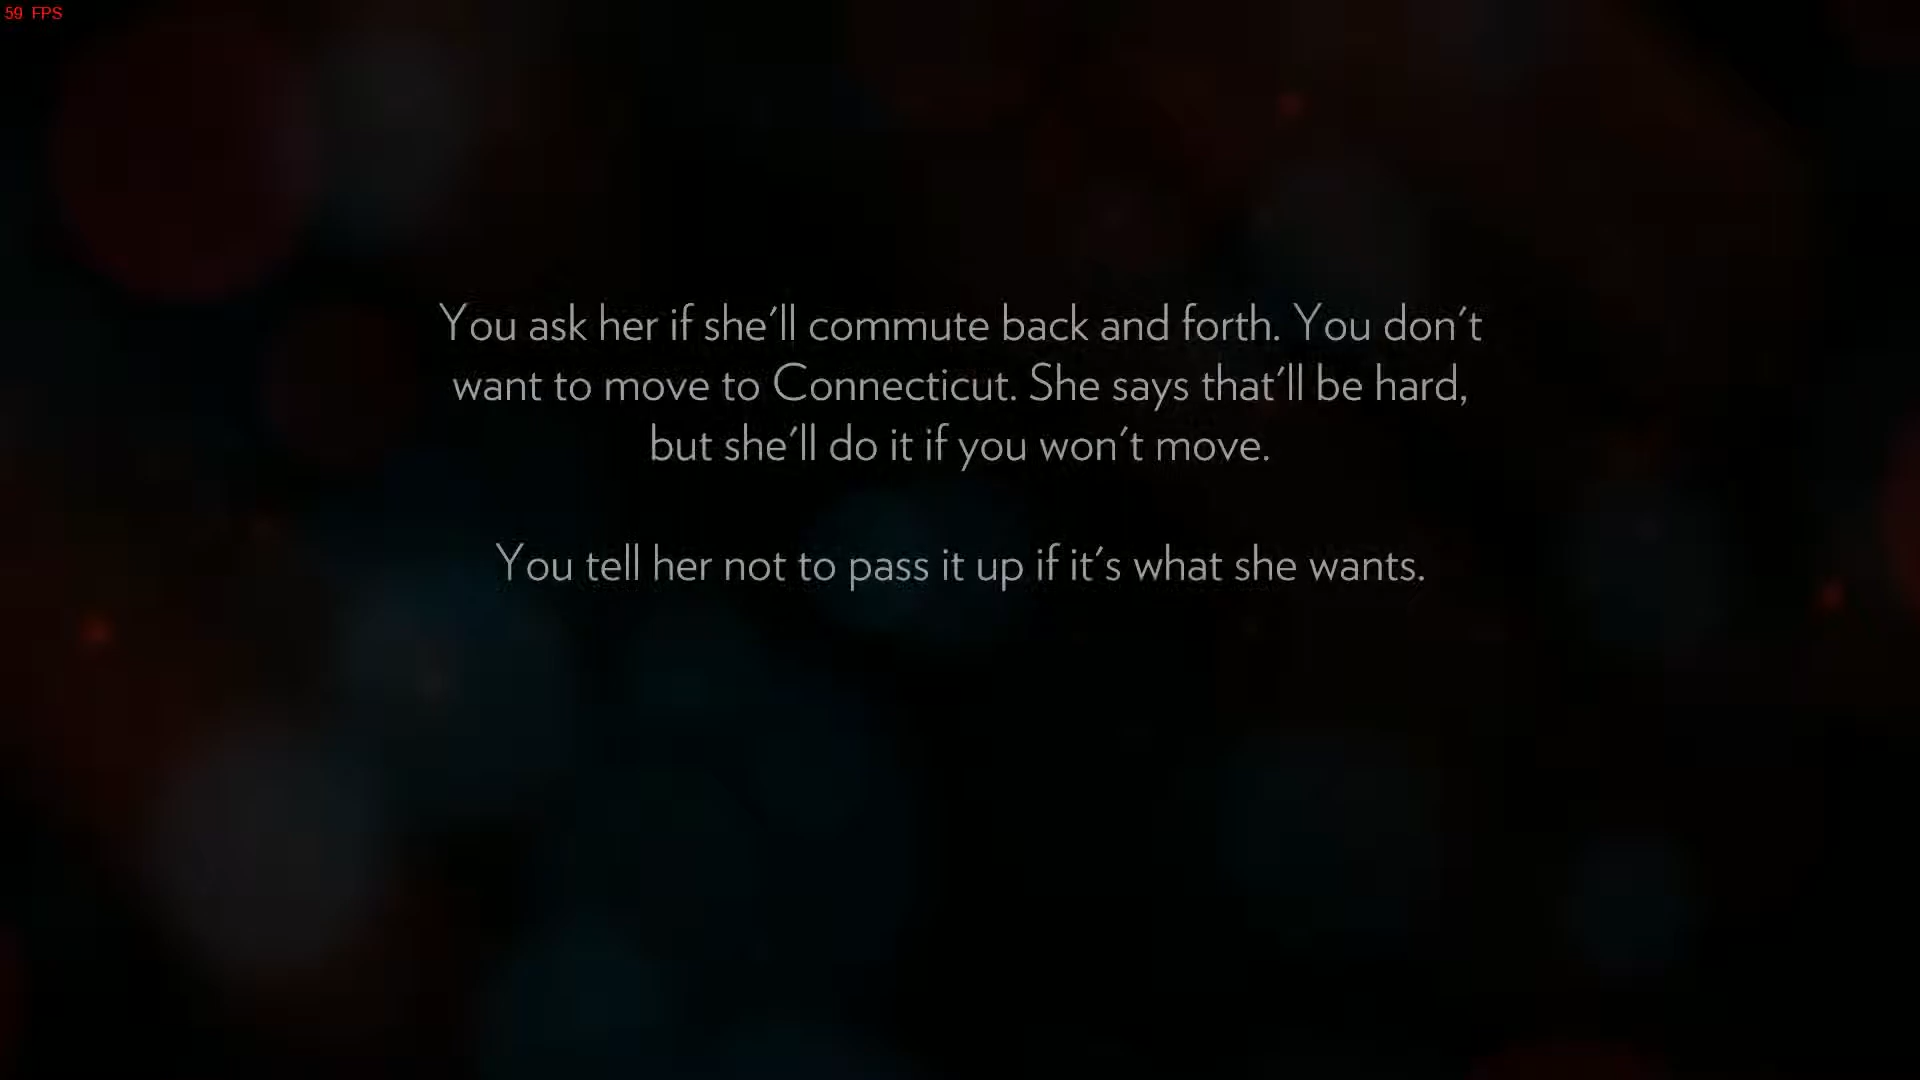 59 FPS
You ask her if she'll commute back and forth. You don't
want to move to Connecticut. She says that'll be hard,
but she'll do it if you won't move.
You tell her not to pass it up if it's what she wants.